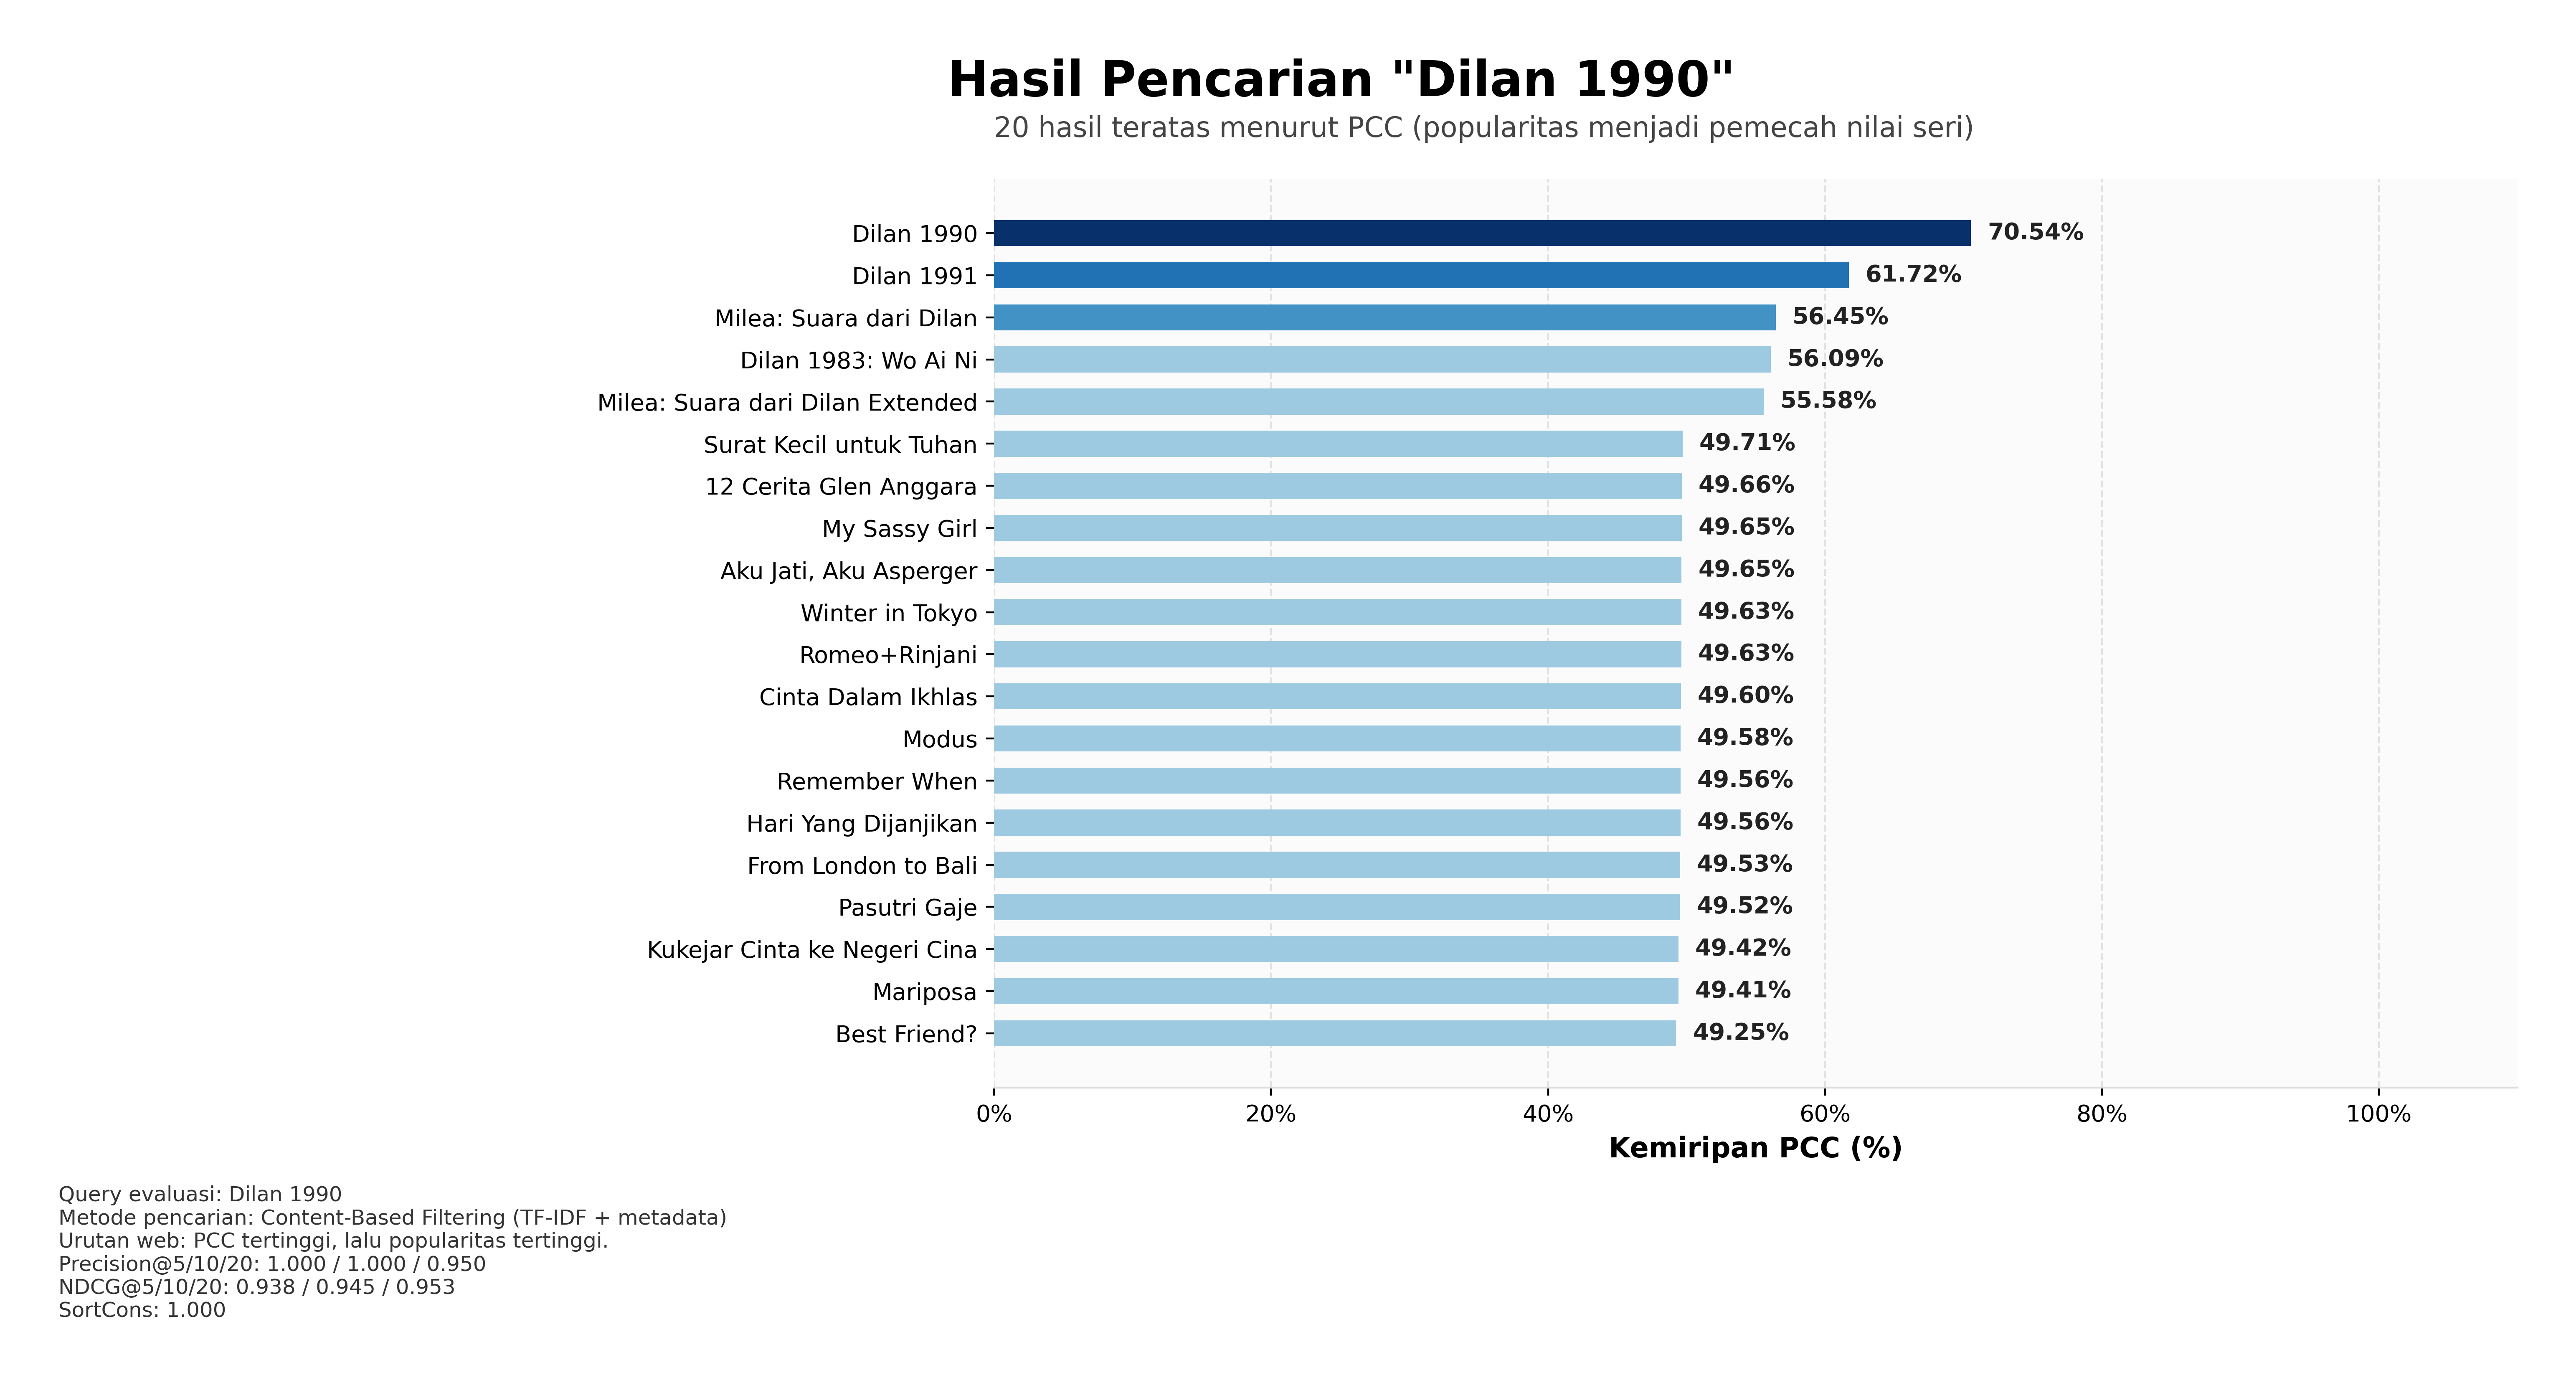 Hasil Pencarian "Dilan 1990"
20 hasil teratas menurut PCC (popularitas menjadi pemecah nilai seri)
Dilan 1990 70.54%
Dilan 1991 61.72%
Milea: Suara dari Dilan 56.45%
Dilan 1983: Wo Ai Ni 56.09%
Milea: Suara dari Dilan Extended 55.58%
Surat Kecil untuk Tuhan 49.71%
12 Cerita Glen Anggara 49.66%
My Sassy Girl 49.65%
Aku Jati, Aku Asperger 49.65%
Winter in Tokyo 49.63%
Romeo+Rinjani 49.63%
Cinta Dalam Ikhlas 49.60%
Modus 49.58%
Remember When 49.56%
Hari Yang Dijanjikan 49.56%
From London to Bali 49.53%
Pasutri Gaje 49.52%
Kukejar Cinta ke Negeri Cina 49.42%
Mariposa 49.41%
Best Friend? 49.25%
0% 20% 40% 60% 80% 100%
Kemiripan PCC (%)
Query evaluasi: Dilan 1990
Metode pencarian: Content-Based Filtering (TF-IDF + metadata)
Urutan web: PCC tertinggi, lalu popularitas tertinggi.
Precision@5/10/20: 1.000 / 1.000 / 0.950
NDCG@5/10/20: 0.938 / 0.945 / 0.953
SortCons: 1.000